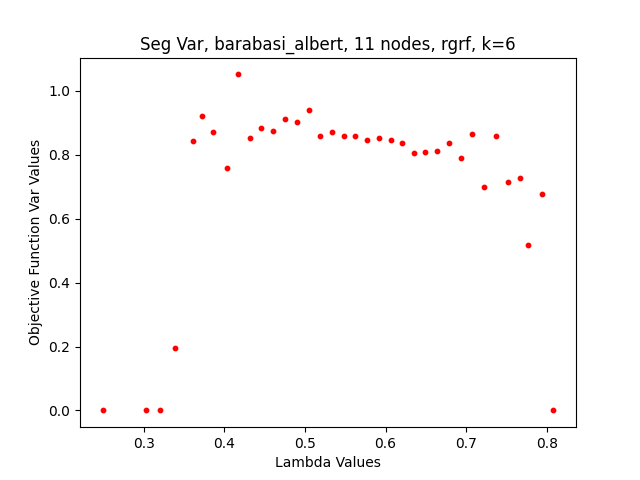 Seg Var, barabasi_albert, 11 nodes, rgrf, k=6
1.0
0.8
0.6
0.4
0.2
0.0
Objective Function Var Values
0.3 0.4 0.5 0.6 0.7 0.8
Lambda Values